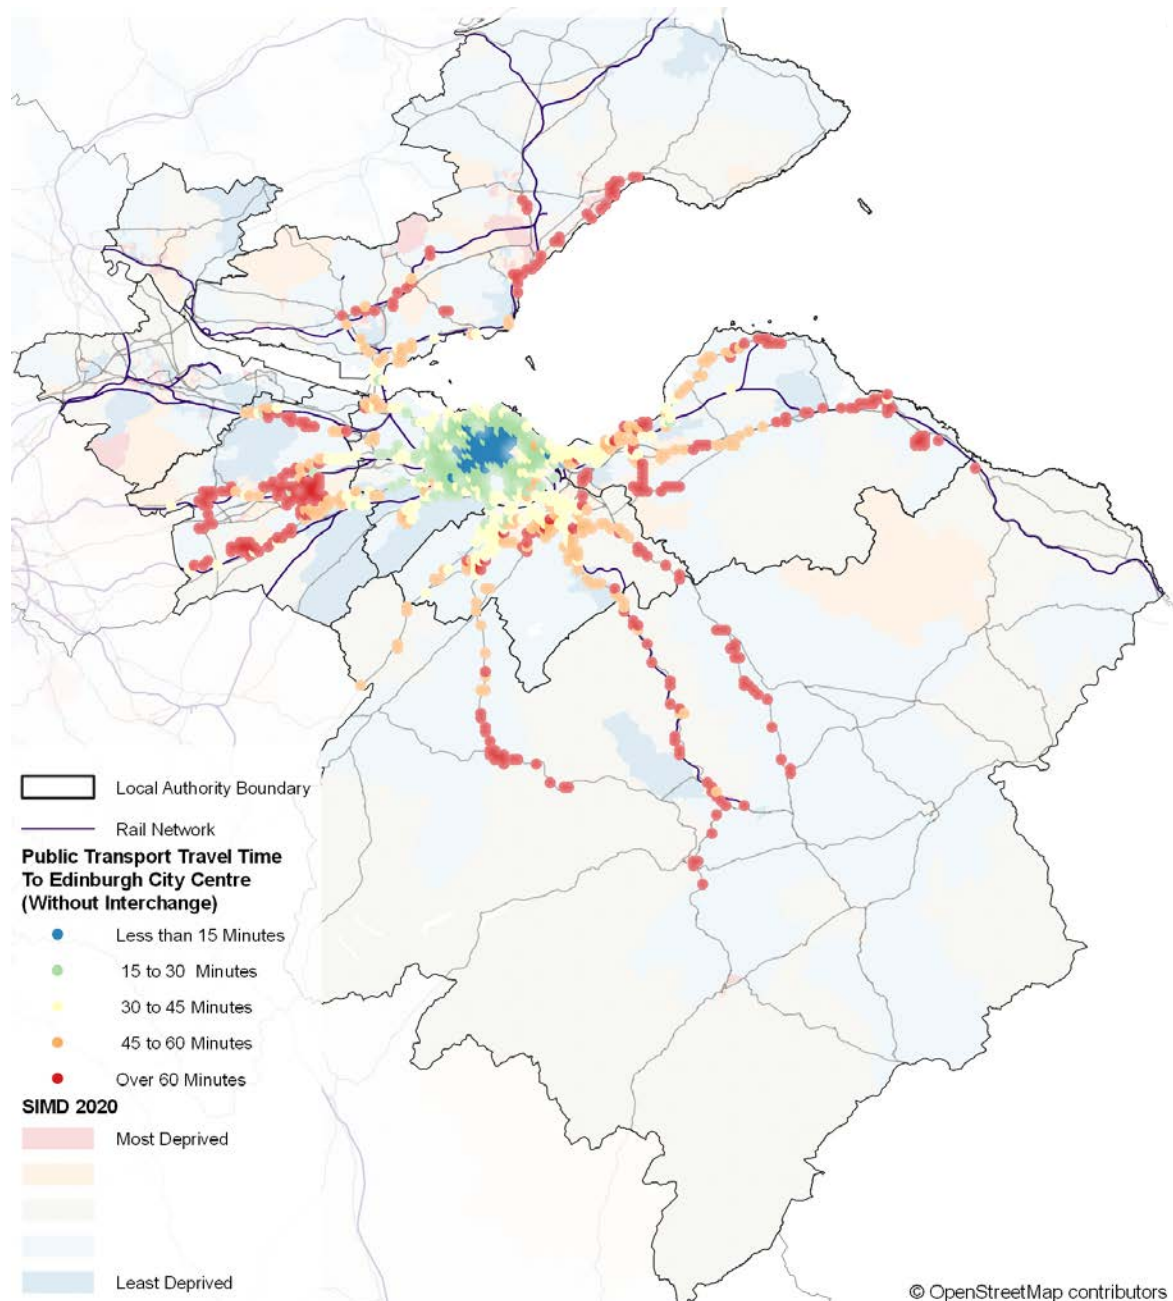 Local Authority Boundary
Rail Network
Public Transport Travel Time
To Edinburgh City Centre
(Without Interchange)
Less than 15 Minutes
15 to 30 Minutes
30 to 45 Minutes
45 to 60 Minutes
Over 60 Minutes
SIMD 2020
Most Deprived
Least Deprived
© OpenStreetMap contributors